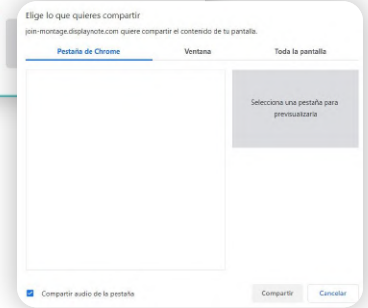 Elige lo que quieres compartir
join-montage.displaynote.com quiere compartir el contenido de tu pantalla.
Pestaña de Chrome
Ventana
Toda la pantalla
Selecciona una pestaña para
previsualizarla
Compartir audio de la pestaña
Compartir
Cancelar